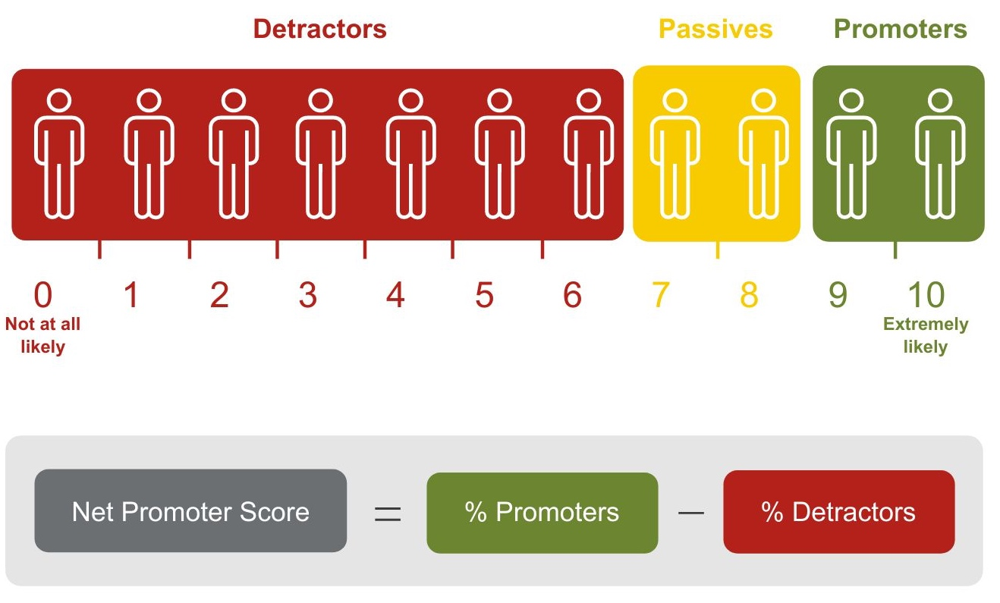 Detractors Passives Promoters
0 1 2 3 4 5 6 7 8 9 10
Not at all Extremely
likely likely
Net Promoter Score = % Promoters — % Detractors